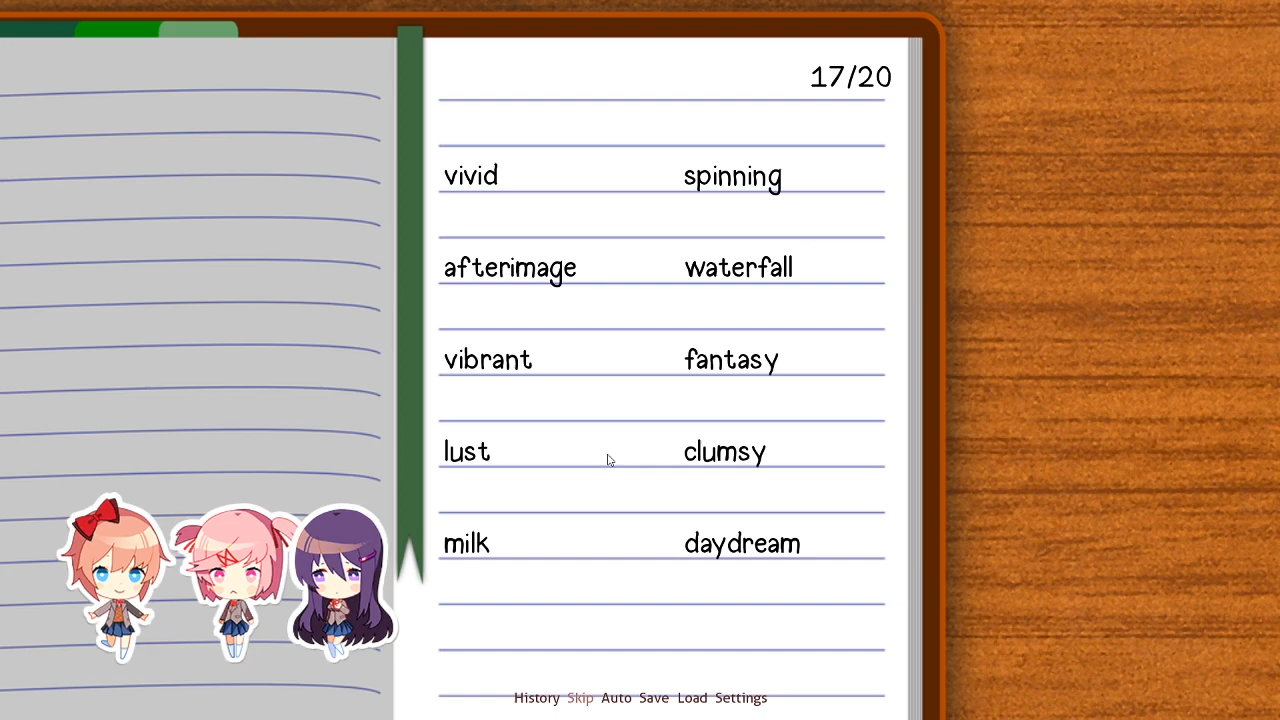 17/20
vivid spinning
afterimage waterfall
vibrant fantasy
lust clumsy
milk daydream
History Skip Auto Save Load Settings